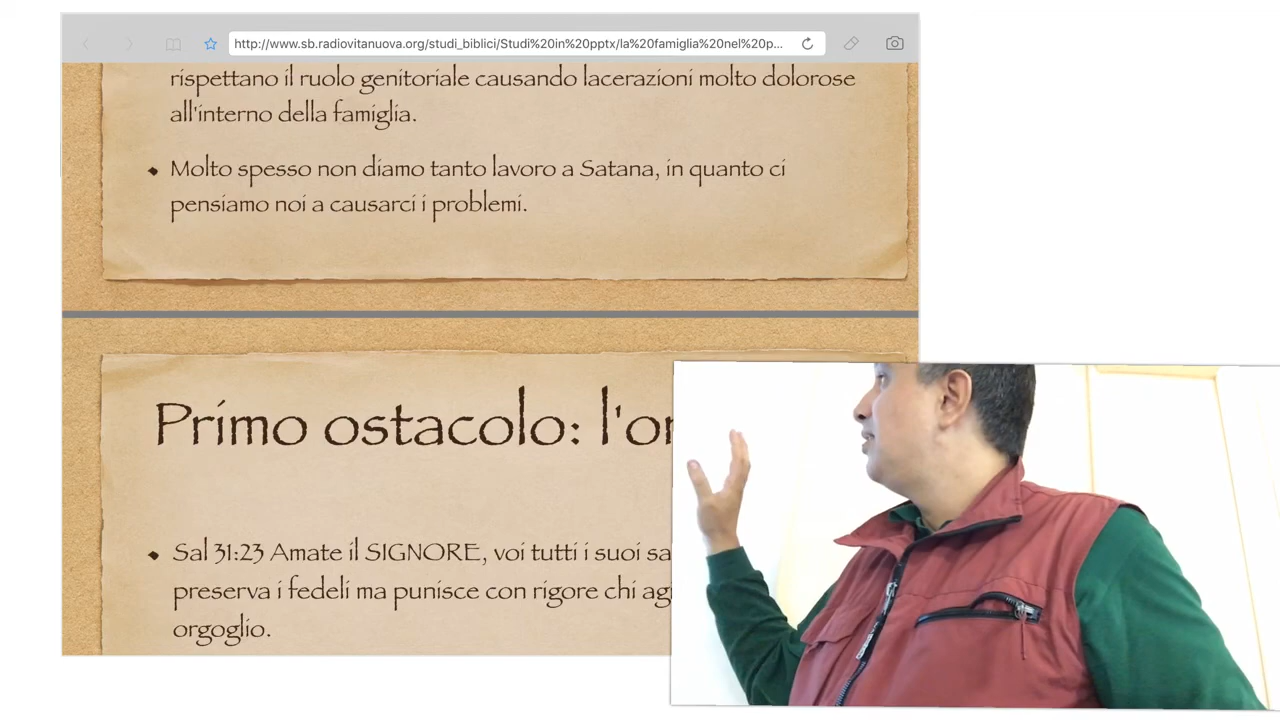 http://www.sb.radiovitanuova.org/studi_biblici/Studi%20in%20pptx/la%20famiglia%20nel%20p...
rispettano il ruolo genitoriale causando lacerazioni molto dolorose
all'interno della famiglia.
Molto spesso non diamo tanto lavoro a Satana, in quanto ci
pensiamo noi a causarci i problemi.
Primo ostacolo: l'or
Sal 31:23 Amate il SIGNORE, voi tutti i suoi sa
preserva i fedeli ma punisce con rigore chi agi
orgoglio.